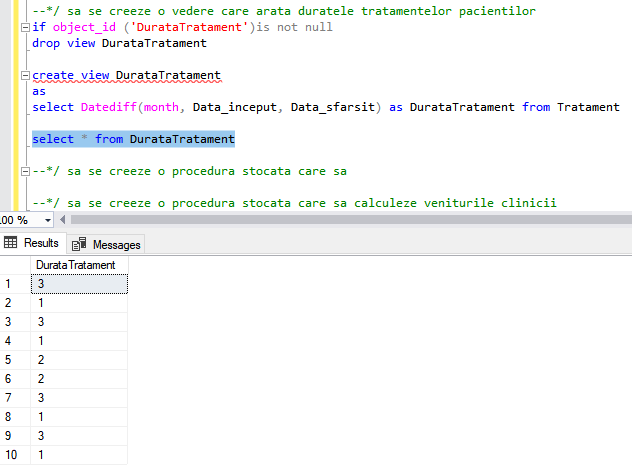 --*/ sa se creeze o vedere care arata duratele tratamentelor pacientilor
if object_id ('DurataTratament')is not null
drop view DurataTratament
create view DurataTratament
as
select Datediff(month, Data_inceput, Data_sfarsit) as DurataTratament from Tratament
select * from DurataTratament
--*/ sa se creeze o procedura stocata care sa
--*/ sa se creeze o procedura stocata care sa calculeze veniturile clinicii
.00 %
Results Messages
DurataTratament
1 3
2 1
3 3
4 1
5 2
6 2
7 3
8 1
9 3
10 1